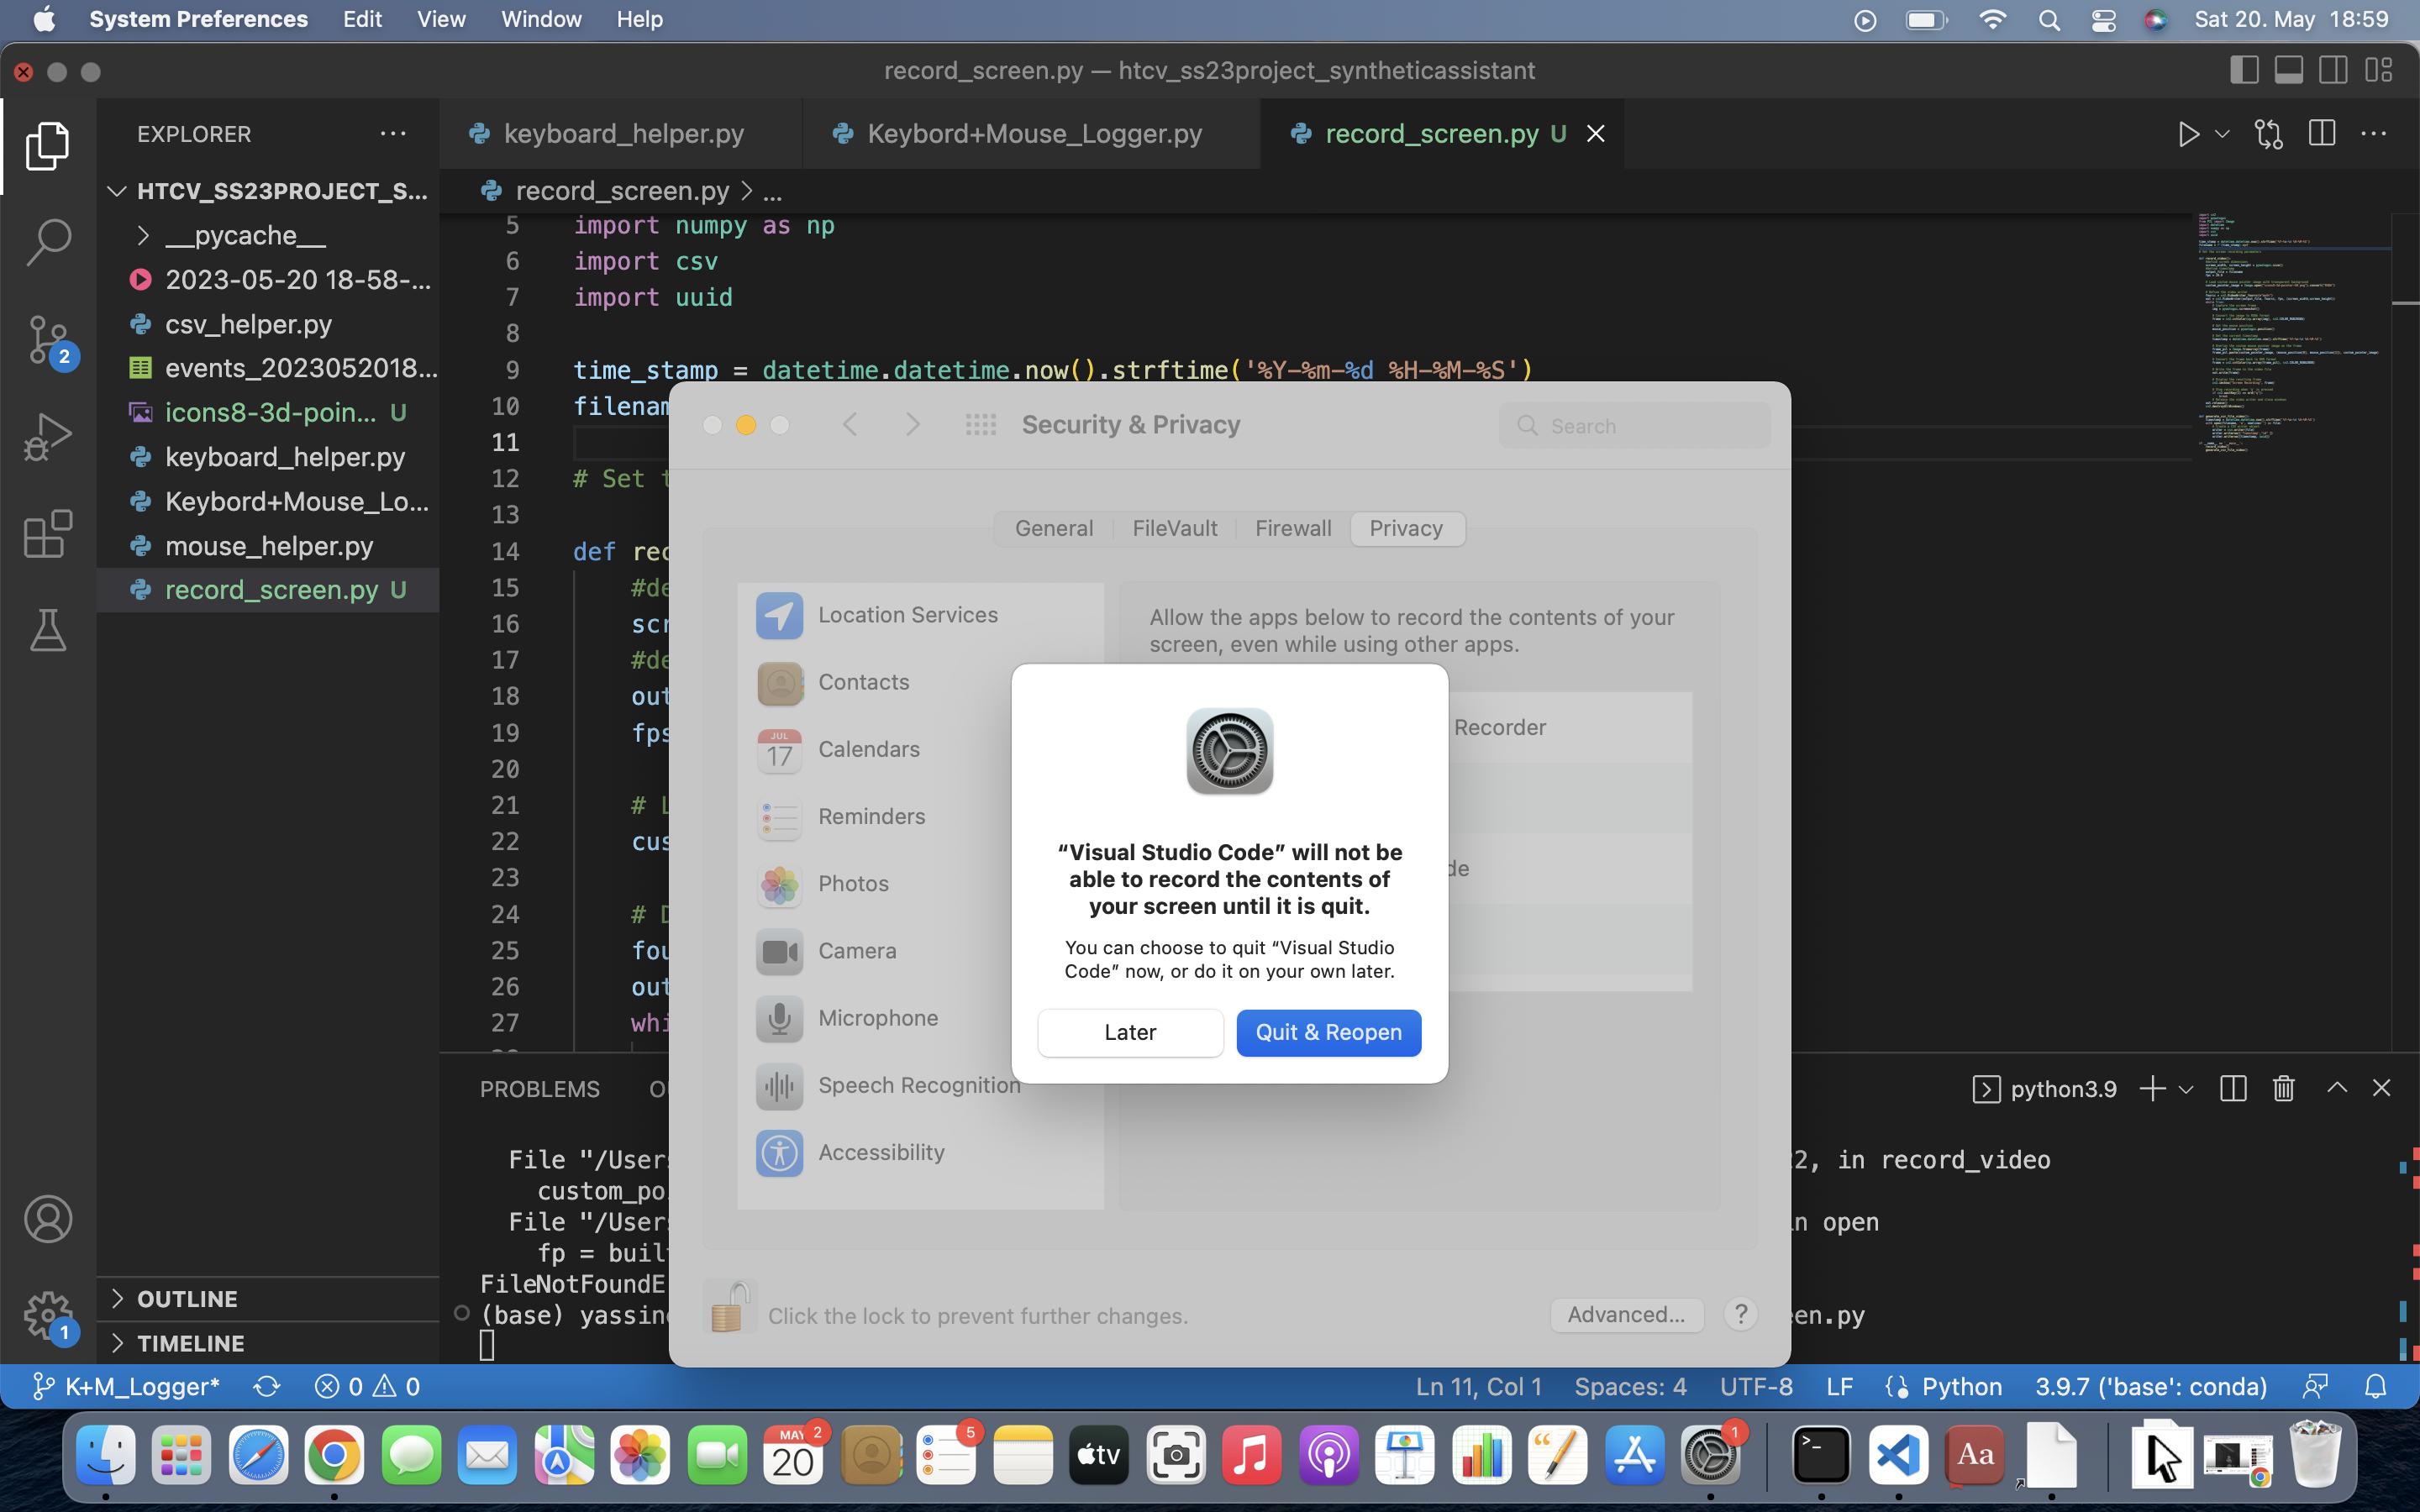 System Preferences Edit View Window Help Sat 20. May 18:59
record_screen.py — htcv_ss23project_syntheticassistant
EXPLORER
keyboard_helper.py Keybord+Mouse_Logger.py record_screen.py U
HTCV_SS23PROJECT_S...
record_screen.py > ...
__pycache__
2023-05-20 18-58-...
csv_helper.py
events_2023052018...
icons8-3d-poin... U
keyboard_helper.py
Keybord+Mouse_Lo...
mouse_helper.py
record_screen.py U
OUTLINE
TIMELINE
5 import numpy as np
6 import csv
7 import uuid
8
9 time_stamp = datetime.datetime.now().strftime('%Y-%m-%d %H-%M-%S')
10 filenam
11
12 # Set t
13
14 def rec
15 #de
16 scr
17 #de
18 out
19 fps
20
21 # L
22 cus
23
24 # D
25 fou
26 out
27 whi
Security & Privacy
Search
General FileVault Firewall Privacy
Location Services
Contacts
JUL
17
Calendars
Reminders
Photos
Camera
Microphone
Speech Recognition
Accessibility
Allow the apps below to record the contents of your
screen, even while using other apps.
Recorder
de
“Visual Studio Code” will not be
able to record the contents of
your screen until it is quit.
You can choose to quit “Visual Studio
Code” now, or do it on your own later.
Later Quit & Reopen
Click the lock to prevent further changes.
Advanced... ?
PROBLEMS
python3.9
File "/Users
2, in record_video
custom_po
File "/Users
n open
fp = buil
FileNotFoundE
(base) yassin
en.py
K+M_Logger* 0 0
Ln 11, Col 1 Spaces: 4 UTF-8 LF Python 3.9.7 ('base': conda)
2
1
MAY
20
2
5
tv
1
Aa